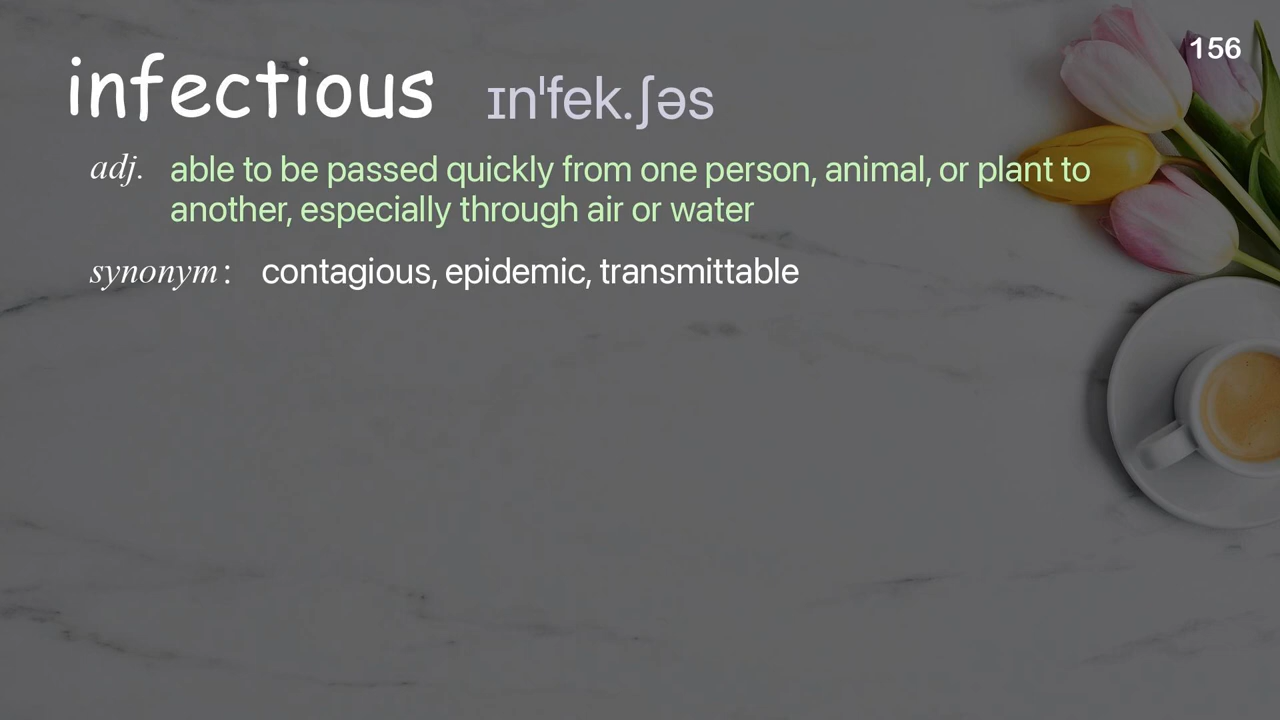 156
infectious ɪnˈfek.ʃəs
adj. able to be passed quickly from one person, animal, or plant to
another, especially through air or water
synonym : contagious, epidemic, transmittable